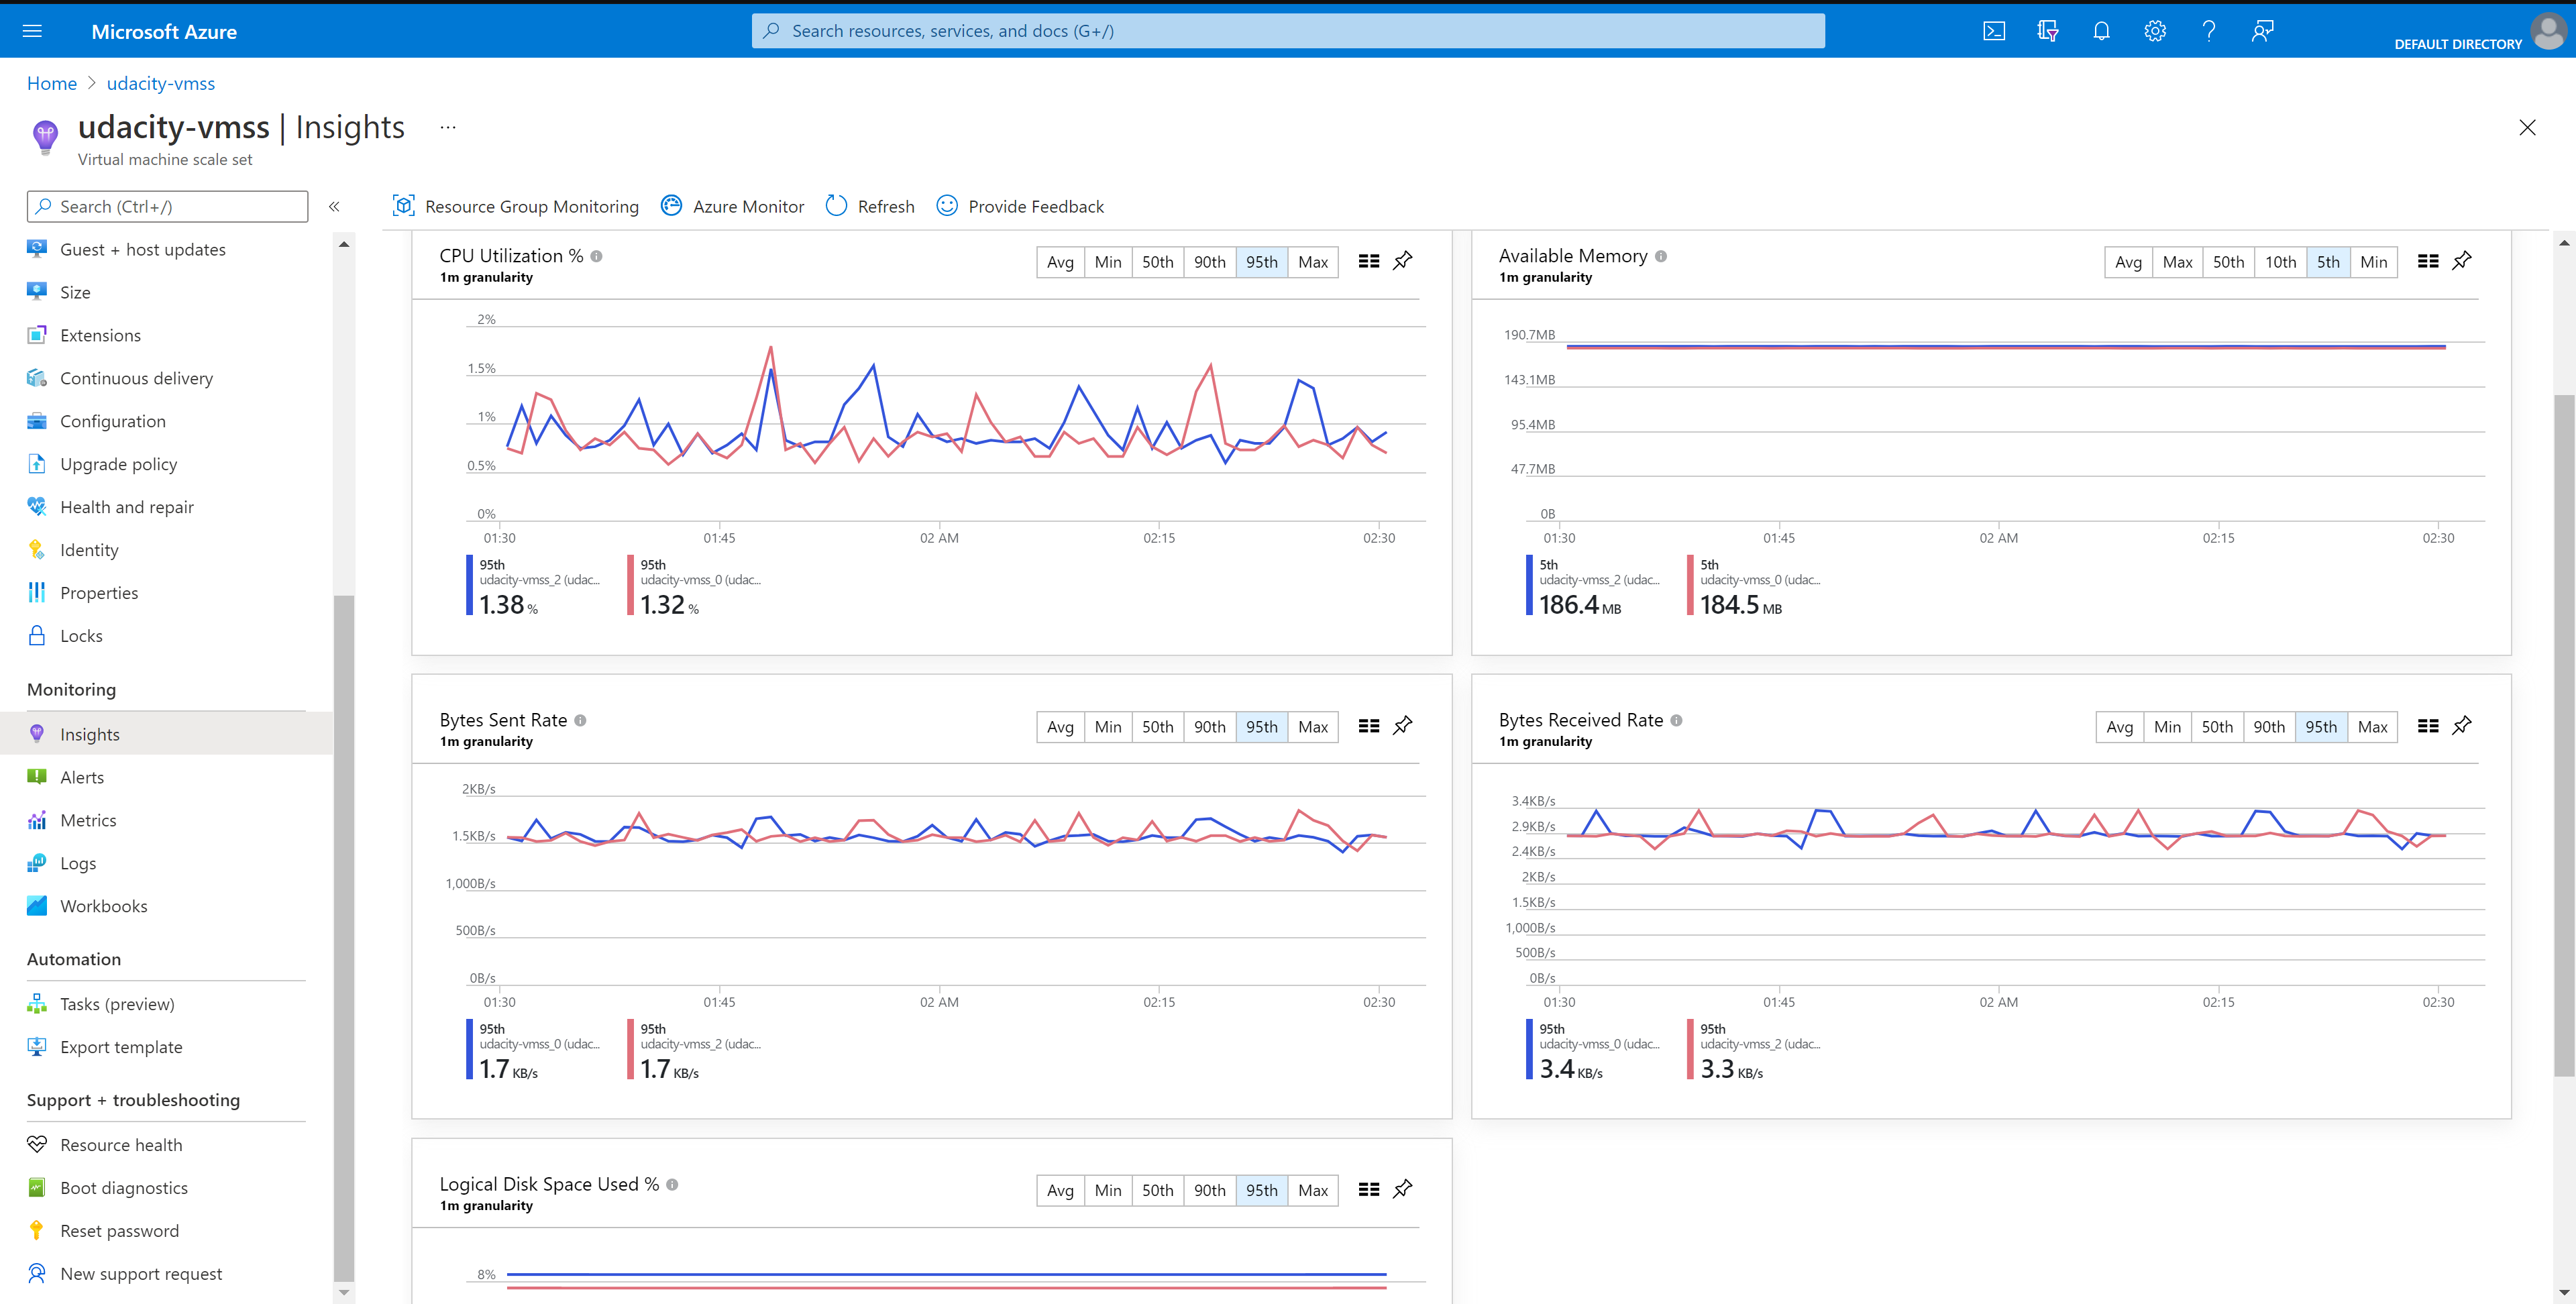 Microsoft Azure
Search resources, services, and docs (G+/)
DEFAULT DIRECTORY
Home > udacity-vmss
udacity-vmss | Insights ...
Virtual machine scale set
Search (Ctrl+/)
«
Guest + host updates
Size
Extensions
Continuous delivery
Configuration
Upgrade policy
Health and repair
Identity
Properties
Locks
Monitoring
Insights
Alerts
Metrics
Logs
Workbooks
Automation
Tasks (preview)
Export template
Support + troubleshooting
Resource health
Boot diagnostics
Reset password
New support request
Resource Group Monitoring Azure Monitor Refresh Provide Feedback
CPU Utilization %
1m granularity
Avg Min 50th 90th 95th Max
2%
1.5%
1%
0.5%
0%
01:30 01:45 02 AM 02:15 02:30
95th 95th
udacity-vmss_2 (udac... udacity-vmss_0 (udac...
1.38 % 1.32 %
Available Memory
1m granularity
Avg Max 50th 10th 5th Min
190.7MB
143.1MB
95.4MB
47.7MB
0B
01:30 01:45 02 AM 02:15 02:30
5th 5th
udacity-vmss_2 (udac... udacity-vmss_0 (udac...
186.4 MB 184.5 MB
Bytes Sent Rate
1m granularity
Avg Min 50th 90th 95th Max
2KB/s
1.5KB/s
1,000B/s
500B/s
0B/s
01:30 01:45 02 AM 02:15 02:30
95th 95th
udacity-vmss_0 (udac... udacity-vmss_2 (udac...
1.7 KB/s 1.7 KB/s
Bytes Received Rate
1m granularity
Avg Min 50th 90th 95th Max
3.4KB/s
2.9KB/s
2.4KB/s
2KB/s
1.5KB/s
1,000B/s
500B/s
0B/s
01:30 01:45 02 AM 02:15 02:30
95th 95th
udacity-vmss_0 (udac... udacity-vmss_2 (udac...
3.4 KB/s 3.3 KB/s
Logical Disk Space Used %
1m granularity
Avg Min 50th 90th 95th Max
8%